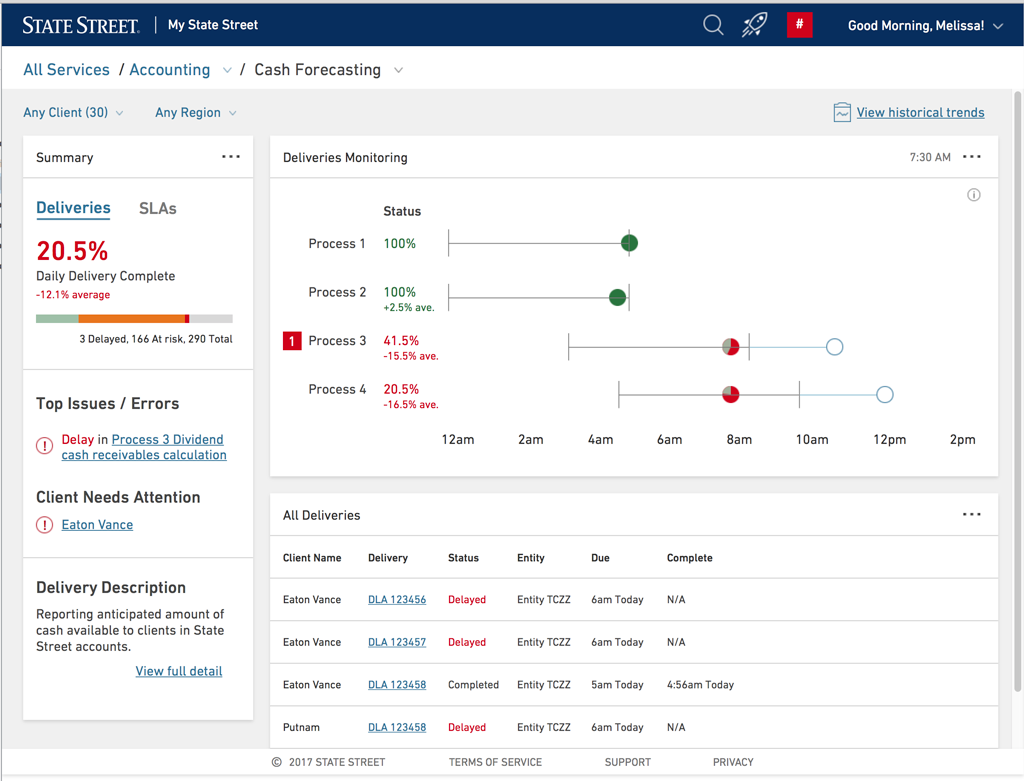 STATE STREET. My State Street # Good Morning, Melissa!
All Services / Accounting / Cash Forecasting
Any Client (30) Any Region View historical trends
Summary
Deliveries SLAs
20.5%
Daily Delivery Complete
-12.1% average
3 Delayed, 166 At risk, 290 Total
Top Issues / Errors
! Delay in Process 3 Dividend
cash receivables calculation
Client Needs Attention
! Eaton Vance
Delivery Description
Reporting anticipated amount of
cash available to clients in State
Street accounts.
View full detail
Deliveries Monitoring 7:30 AM
i
Status
Process 1 100%
Process 2 100%
+2.5% ave.
1 Process 3 41.5%
-15.5% ave.
Process 4 20.5%
-16.5% ave.
12am 2am 4am 6am 8am 10am 12pm 2pm
All Deliveries
Client Name Delivery Status Entity Due Complete
Eaton Vance DLA 123456 Delayed Entity TCZZ 6am Today N/A
Eaton Vance DLA 123457 Delayed Entity TCZZ 6am Today N/A
Eaton Vance DLA 123458 Completed Entity TCZZ 5am Today 4:56am Today
Putnam DLA 123458 Delayed Entity TCZZ 6am Today N/A
© 2017 STATE STREET TERMS OF SERVICE SUPPORT PRIVACY